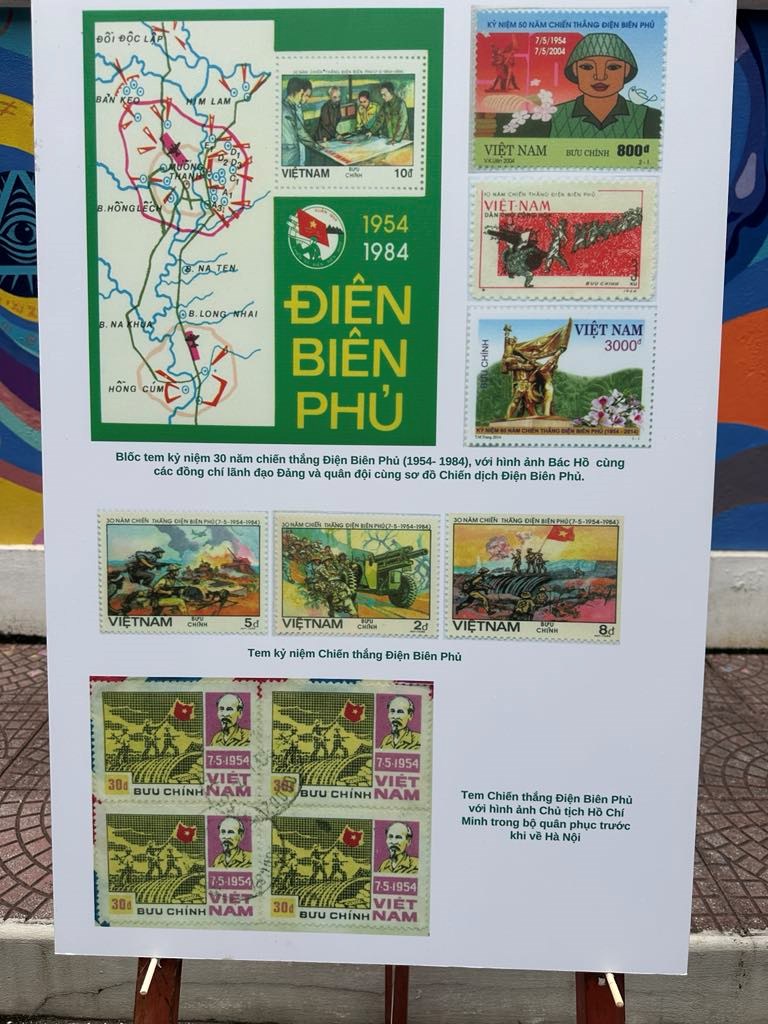 ĐỒI ĐỘC LẬP
BẢN KÉO
HIM LAM
MƯỜNG
THANH
B. HỒNG LẾCH
B. NA TEN
B. LONG NHAI
B. NA KHUA
HỒNG CÚM
VIỆTNAM
BƯU
CHÍNH
10đ
1954
1984
ĐIỆN
BIÊN
PHỦ
KỶ NIỆM 50 NĂM CHIẾN THẮNG ĐIỆN BIÊN PHỦ
7/5/1954
7/5/2004
VIỆT NAM
BƯU CHÍNH
800đ
2 - 1
10 NĂM CHIẾN THẮNG ĐIỆN BIÊN PHỦ
VIỆT-NAM
DÂN CHỦ CỘNG HÒA
3
XU
BƯU CHÍNH
VIỆT NAM
3000đ
BƯU CHÍNH
KỶ NIỆM 60 NĂM CHIẾN THẮNG ĐIỆN BIÊN PHỦ (1954 - 2014)
Blốc tem kỷ niệm 30 năm chiến thắng Điện Biên Phủ (1954- 1984), với hình ảnh Bác Hồ cùng
các đồng chí lãnh đạo Đảng và quân đội cùng sơ đồ Chiến dịch Điện Biên Phủ.
30 NĂM CHIẾN THẮNG ĐIỆN BIÊN PHỦ (7-5-1954-1984)
VIỆTNAM
BƯU
CHÍNH
5đ
30 NĂM CHIẾN THẮNG ĐIỆN BIÊN PHỦ (7-5-1954-1984)
VIỆTNAM
BƯU
CHÍNH
2đ
30 NĂM CHIẾN THẮNG ĐIỆN BIÊN PHỦ (7-5-1954-1984)
VIỆTNAM
BƯU
CHÍNH
8đ
Tem kỷ niệm Chiến thắng Điện Biên Phủ
7-5-1954
30đ
BƯU CHÍNH
VIỆT
NAM
7-5-1954
30đ
BƯU CHÍNH
VIỆT
NAM
7-5-1954
30đ
BƯU CHÍNH
VIỆT
NAM
7-5-1954
30đ
BƯU CHÍNH
VIỆT
NAM
Tem Chiến thắng Điện Biên Phủ
với hình ảnh Chủ tịch Hồ Chí
Minh trong bộ quân phục trước
khi về Hà Nội